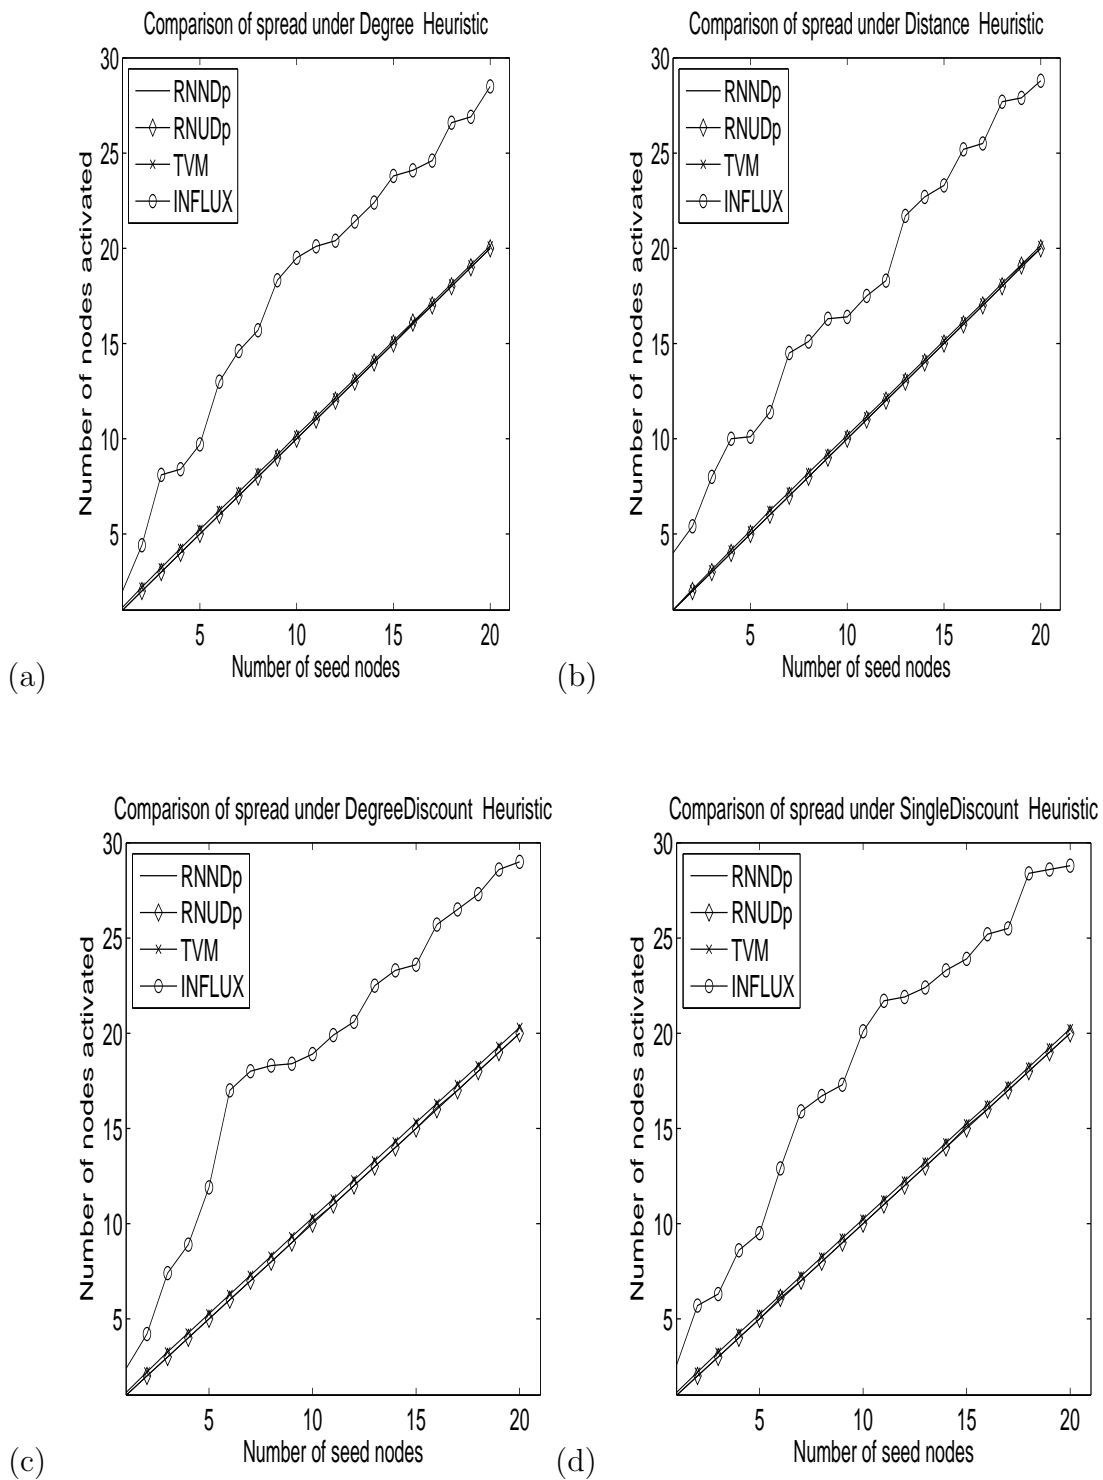 Comparison of spread under Degree Heuristic
30
25
20
15
10
5
Number of nodes activated
RNNDp
RNUDp
TVM
INFLUX
5 10 15 20
Number of seed nodes
(a)
Comparison of spread under Distance Heuristic
30
25
20
15
10
5
Number of nodes activated
RNNDp
RNUDp
TVM
INFLUX
5 10 15 20
Number of seed nodes
(b)
Comparison of spread under DegreeDiscount Heuristic
30
25
20
15
10
5
Number of nodes activated
RNNDp
RNUDp
TVM
INFLUX
5 10 15 20
Number of seed nodes
(c)
Comparison of spread under SingleDiscount Heuristic
30
25
20
15
10
5
Number of nodes activated
RNNDp
RNUDp
TVM
INFLUX
5 10 15 20
Number of seed nodes
(d)